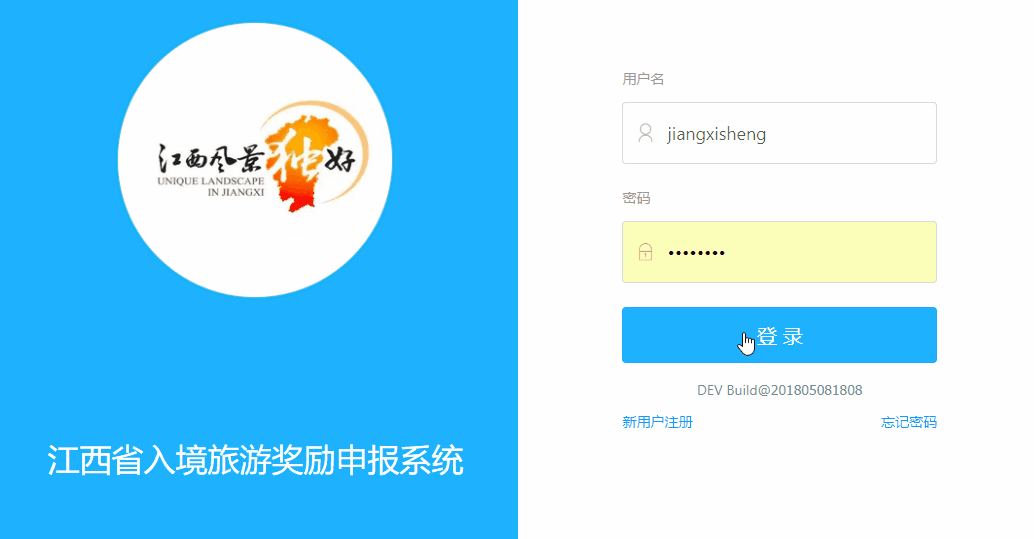 江西风景独好
UNIQUE LANDSCAPE
IN JIANGXI
江西省入境旅游奖励申报系统
用户名
jiangxisheng
密码
••••••••
登录
DEV Build@201805081808
新用户注册
忘记密码